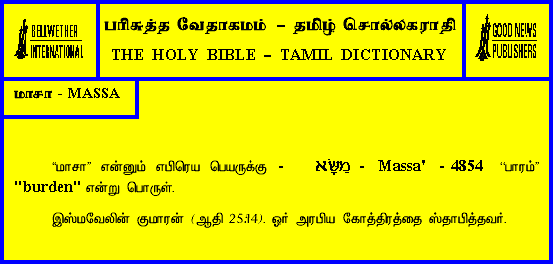 BELLWETHER
INTERNATIONAL
பரிசுத்த வேதாகமம் – தமிழ் சொல்லகராதி
THE HOLY BIBLE – TAMIL DICTIONARY
GOOD NEWS
PUBLISHERS
மாசா - MASSA
“மாசா” என்னும் எபிரெய பெயருக்கு - מַשָּׂא - Massa' - 4854 “பாரம்”
"burden" என்று பொருள்.
இஸ்மவேலின் குமாரன் (ஆதி 25:14). ஓர் அரபிய கோத்திரத்தை ஸ்தாபித்தவர்.